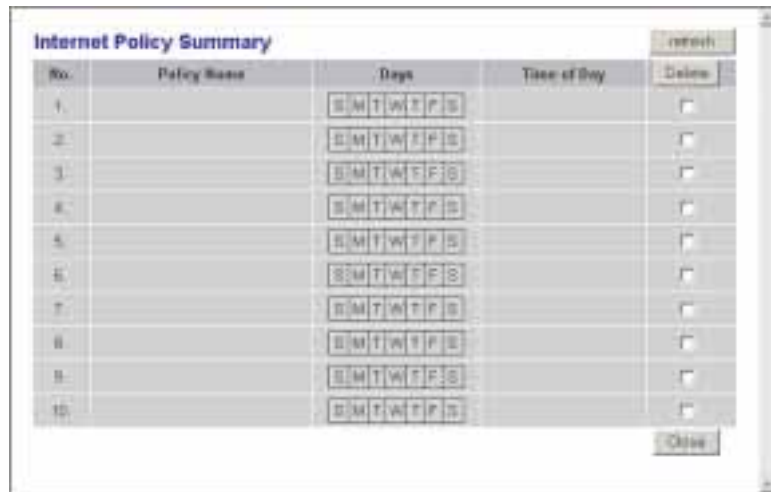 Internet Policy Summary
refresh
No. Policy Name Days Time of Day Delete
1. S M T W T F S
2. S M T W T F S
3. S M T W T F S
4. S M T W T F S
5. S M T W T F S
6. S M T W T F S
7. S M T W T F S
8. S M T W T F S
9. S M T W T F S
10. S M T W T F S
Close